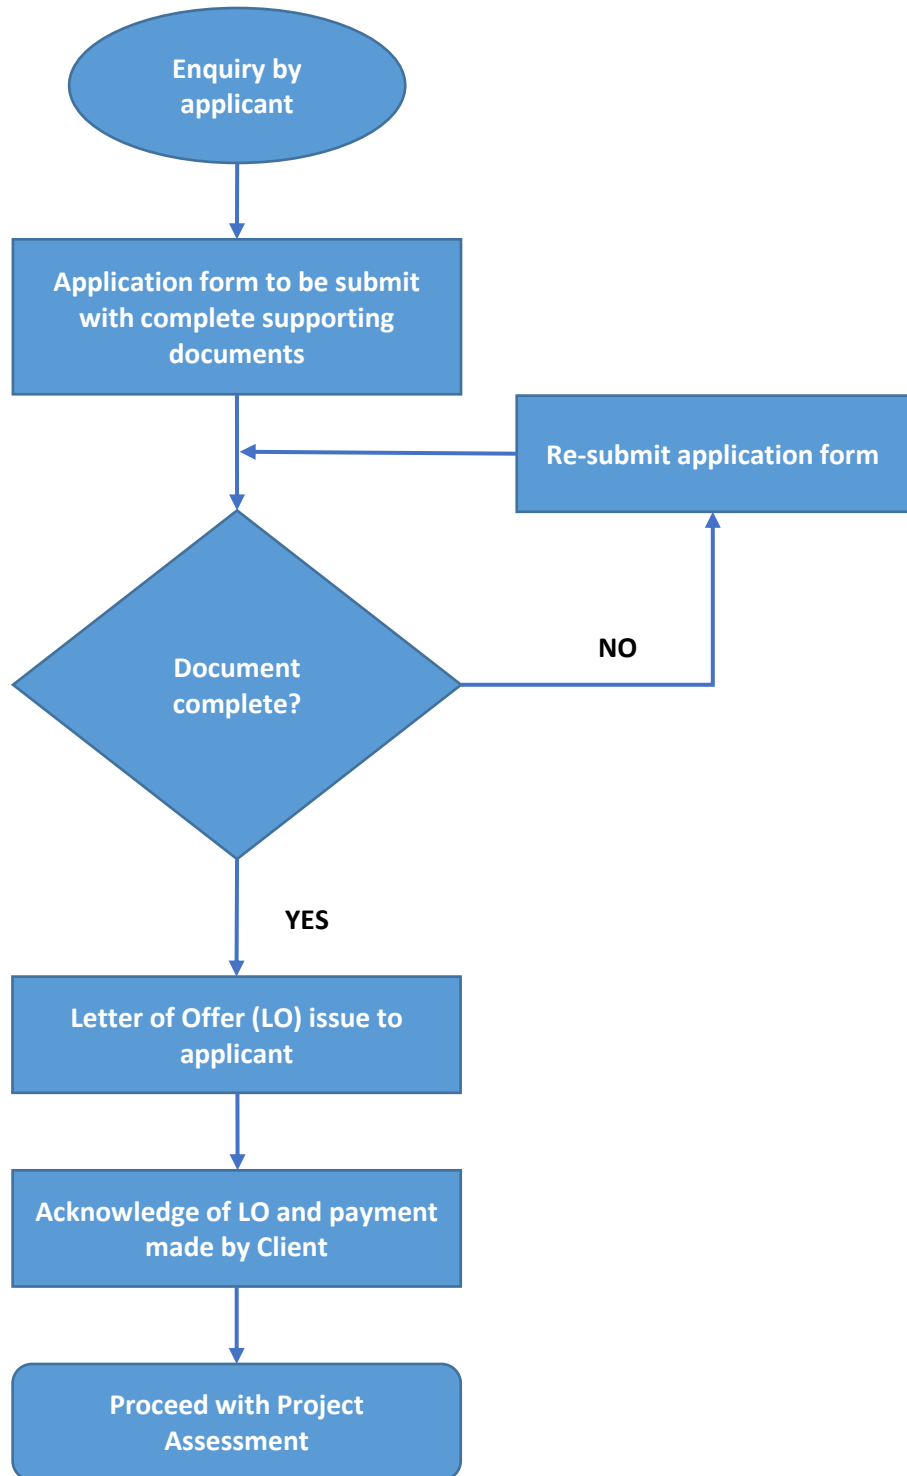 Enquiry by
applicant
Application form to be submit
with complete supporting
documents
Re-submit application form
Document
complete?
NO
YES
Letter of Offer (LO) issue to
applicant
Acknowledge of LO and payment
made by Client
Proceed with Project
Assessment